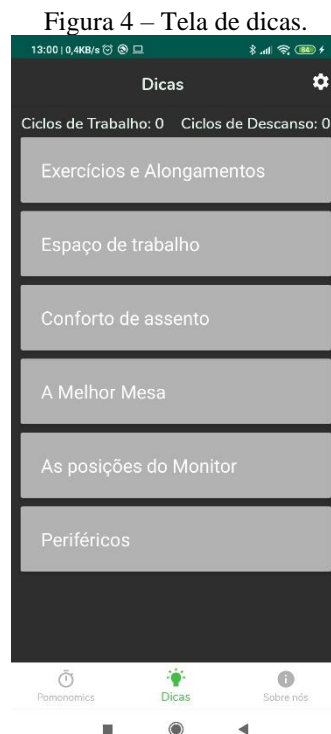 Figura 4 – Tela de dicas.
13:00 | 0,4KB/s
84
Dicas
Ciclos de Trabalho: 0 Ciclos de Descanso: 0
Exercícios e Alongamentos
Espaço de trabalho
Conforto de assento
A Melhor Mesa
As posições do Monitor
Periféricos
Pomonomics Dicas Sobre nós